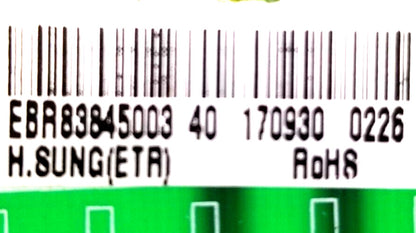 EBR83845003 40 170930 0226
H.SUNG(ETR) RoHS